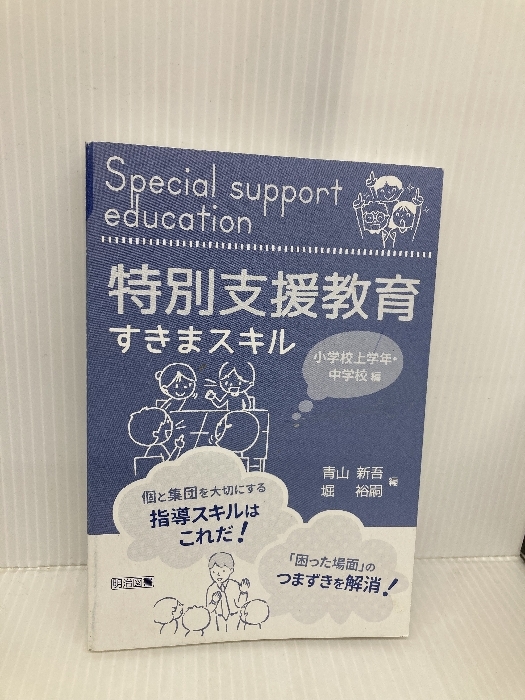 Special support
education
特別支援教育
すきまスキル
小学校上学年・
中学校 編
青山 新吾
堀 裕嗣
編
個と集団を大切にする
指導スキルは
これだ！
「困った場面」の
つまずきを解消！
明治図書